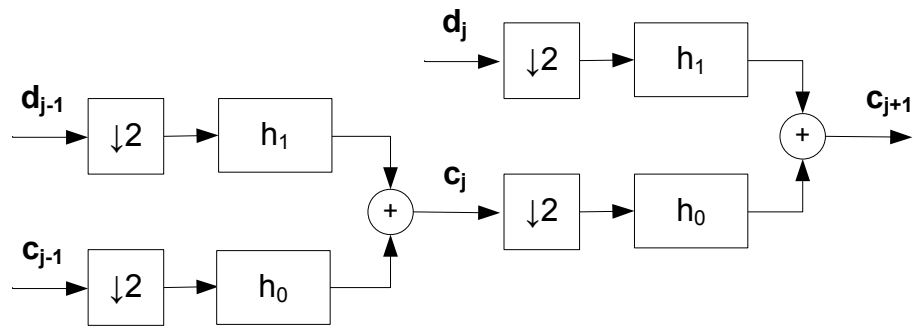 dⱼ
↓2
h₁
cⱼ₊₁
+
dⱼ₋₁
↓2
h₁
cⱼ
↓2
h₀
+
cⱼ₋₁
↓2
h₀